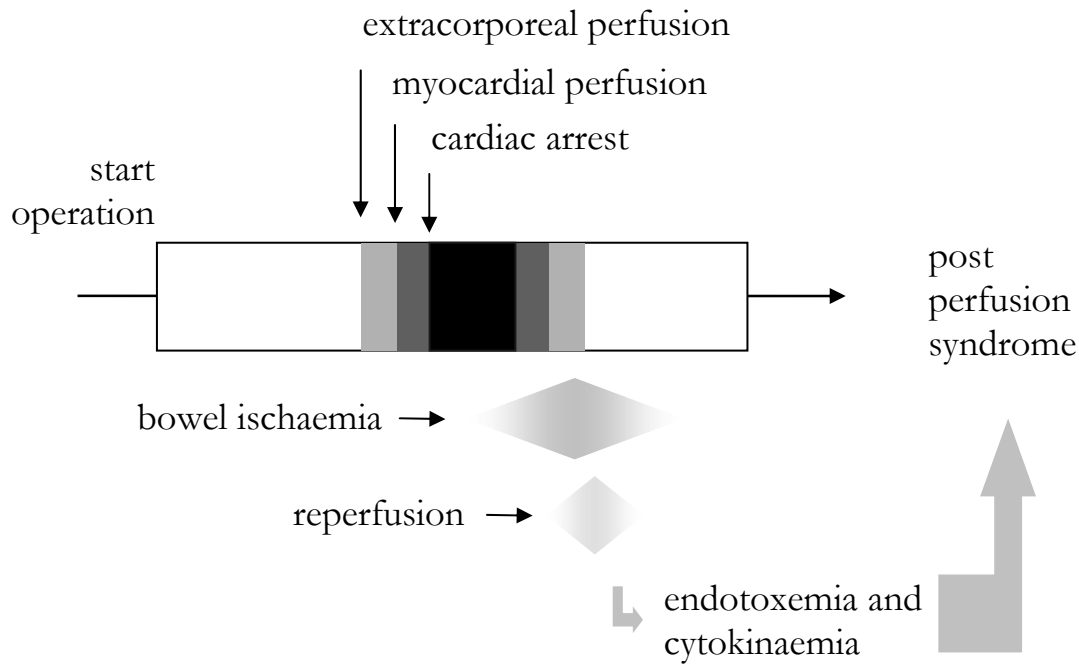 extracorporeal perfusion
myocardial perfusion
cardiac arrest
start
operation
post
perfusion
syndrome
bowel ischaemia
reperfusion
endotoxemia and
cytokinaemia